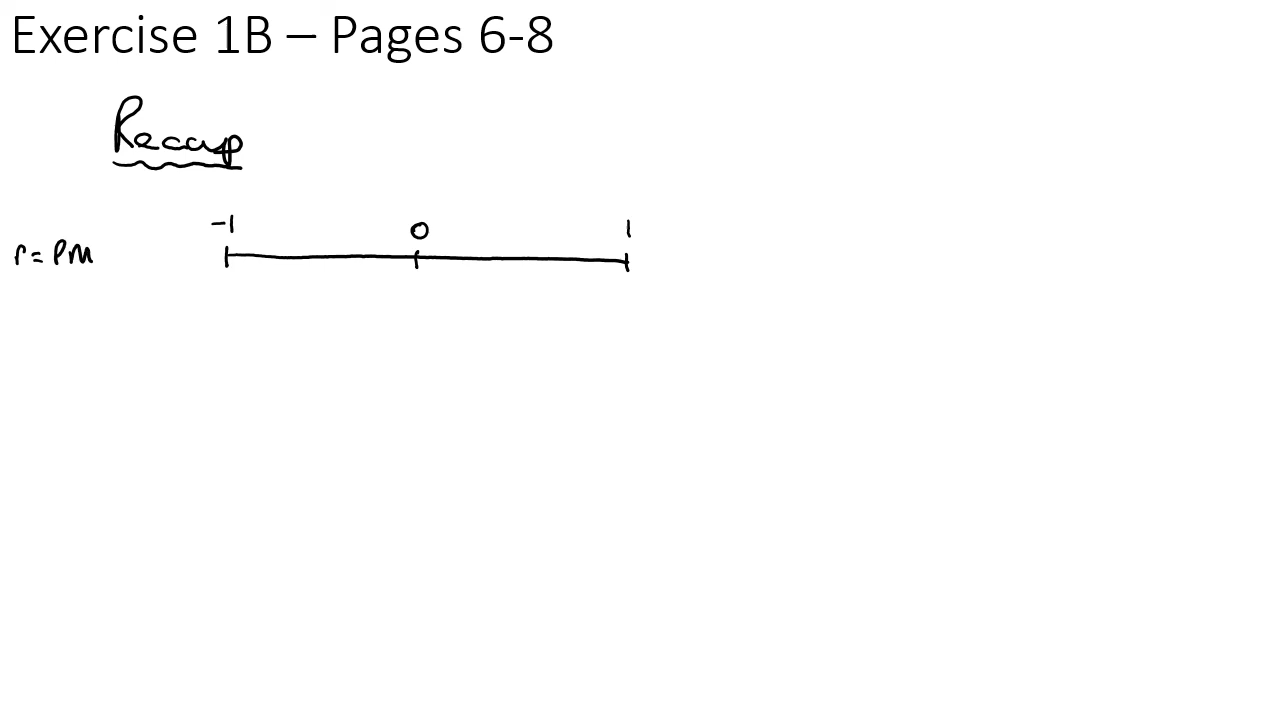 Exercise 1B – Pages 6-8
Recap
-1 0 1
r = PM